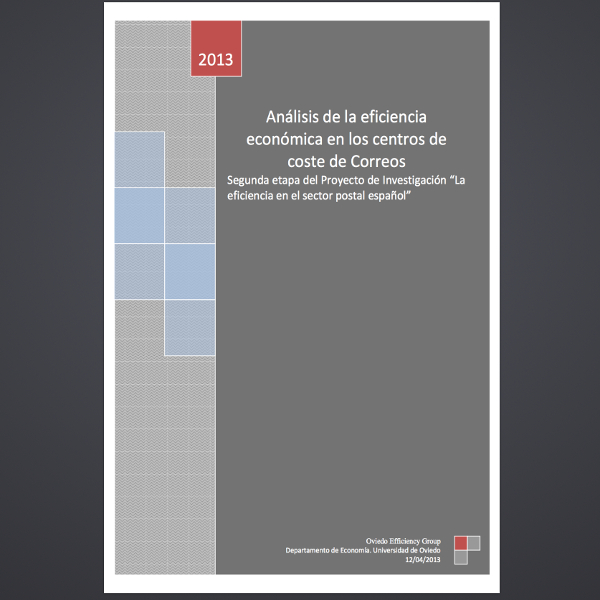 2013
Análisis de la eficiencia
económica en los centros de
coste de Correos
Segunda etapa del Proyecto de Investigación “La
eficiencia en el sector postal español”
Oviedo Efficiency Group
Departamento de Economía. Universidad de Oviedo
12/04/2013